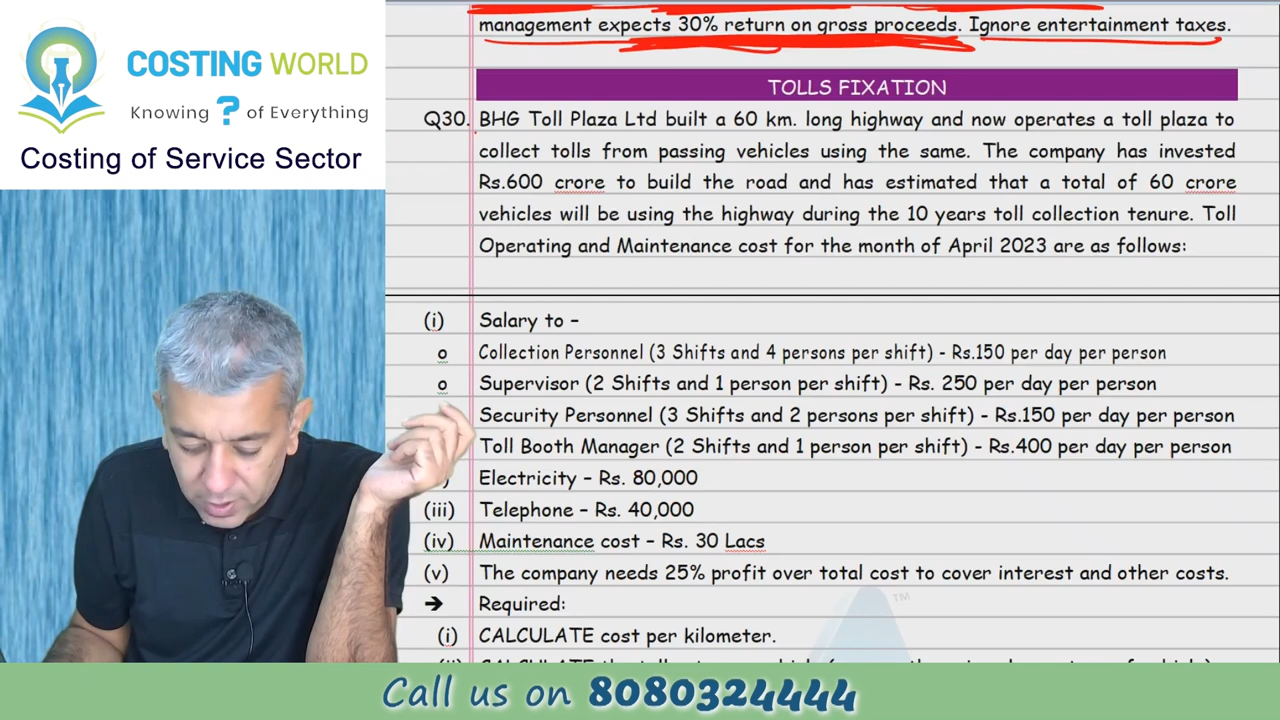 management expects 30% return on gross proceeds. Ignore entertainment taxes.
COSTING WORLD
Knowing ? of Everything
Costing of Service Sector
TOLLS FIXATION
Q30. BHG Toll Plaza Ltd built a 60 km. long highway and now operates a toll plaza to
collect tolls from passing vehicles using the same. The company has invested
Rs.600 crore to build the road and has estimated that a total of 60 crore
vehicles will be using the highway during the 10 years toll collection tenure. Toll
Operating and Maintenance cost for the month of April 2023 are as follows:
(i) Salary to –
o Collection Personnel (3 Shifts and 4 persons per shift) - Rs.150 per day per person
o Supervisor (2 Shifts and 1 person per shift) - Rs. 250 per day per person
Security Personnel (3 Shifts and 2 persons per shift) - Rs.150 per day per person
Toll Booth Manager (2 Shifts and 1 person per shift) - Rs.400 per day per person
Electricity – Rs. 80,000
(iii) Telephone – Rs. 40,000
(iv) Maintenance cost – Rs. 30 Lacs
(v) The company needs 25% profit over total cost to cover interest and other costs.
➔ Required:
(i) CALCULATE cost per kilometer.
TM
Call us on 8080324444